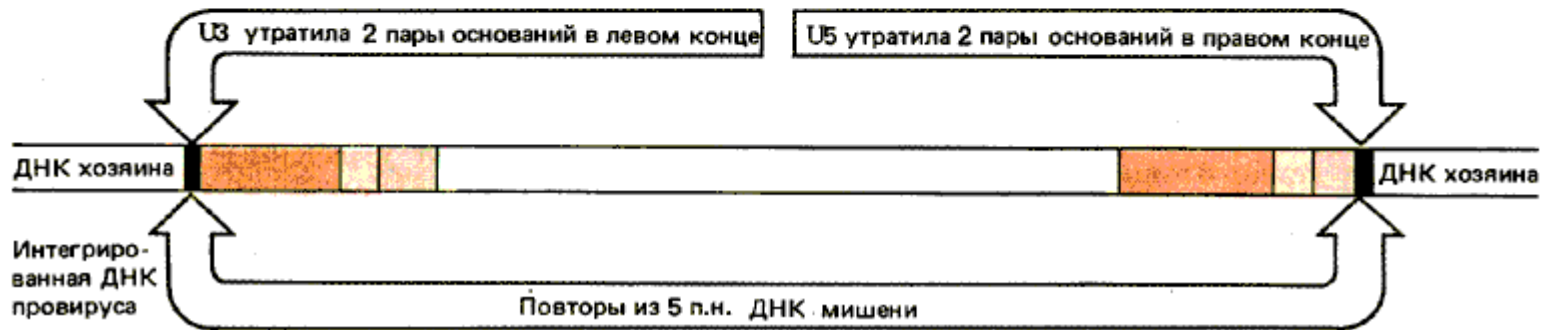 U3 утратила 2 пары оснований в левом конце
U5 утратила 2 пары оснований в правом конце
ДНК хозяина
ДНК хозяина
Интегриро-
ванная ДНК
провируса
Повторы из 5 п.н. ДНК мишени